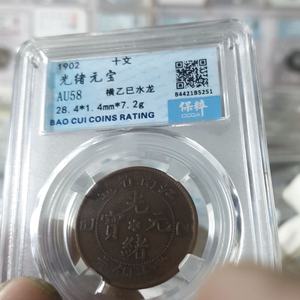 1902 十文
光绪元宝
AU58 横乙巳水龙
28.4*1.4mm*7.2g
BAO CUI COINS RATING
保粹
8442185251
光
寶 元
緒